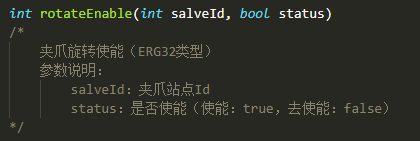 int rotateEnable(int salveId, bool status)
/*
夹爪旋转使能（ERG32类型）
参数说明：
salveId：夹爪站点Id
status：是否使能（使能：true，去使能：false）
*/